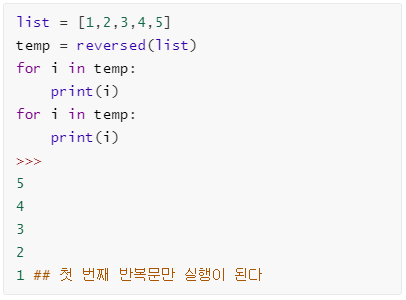 list = [1,2,3,4,5]
temp = reversed(list)
for i in temp:
    print(i)
for i in temp:
    print(i)
>>>
5
4
3
2
1 ## 첫 번째 반복문만 실행이 된다